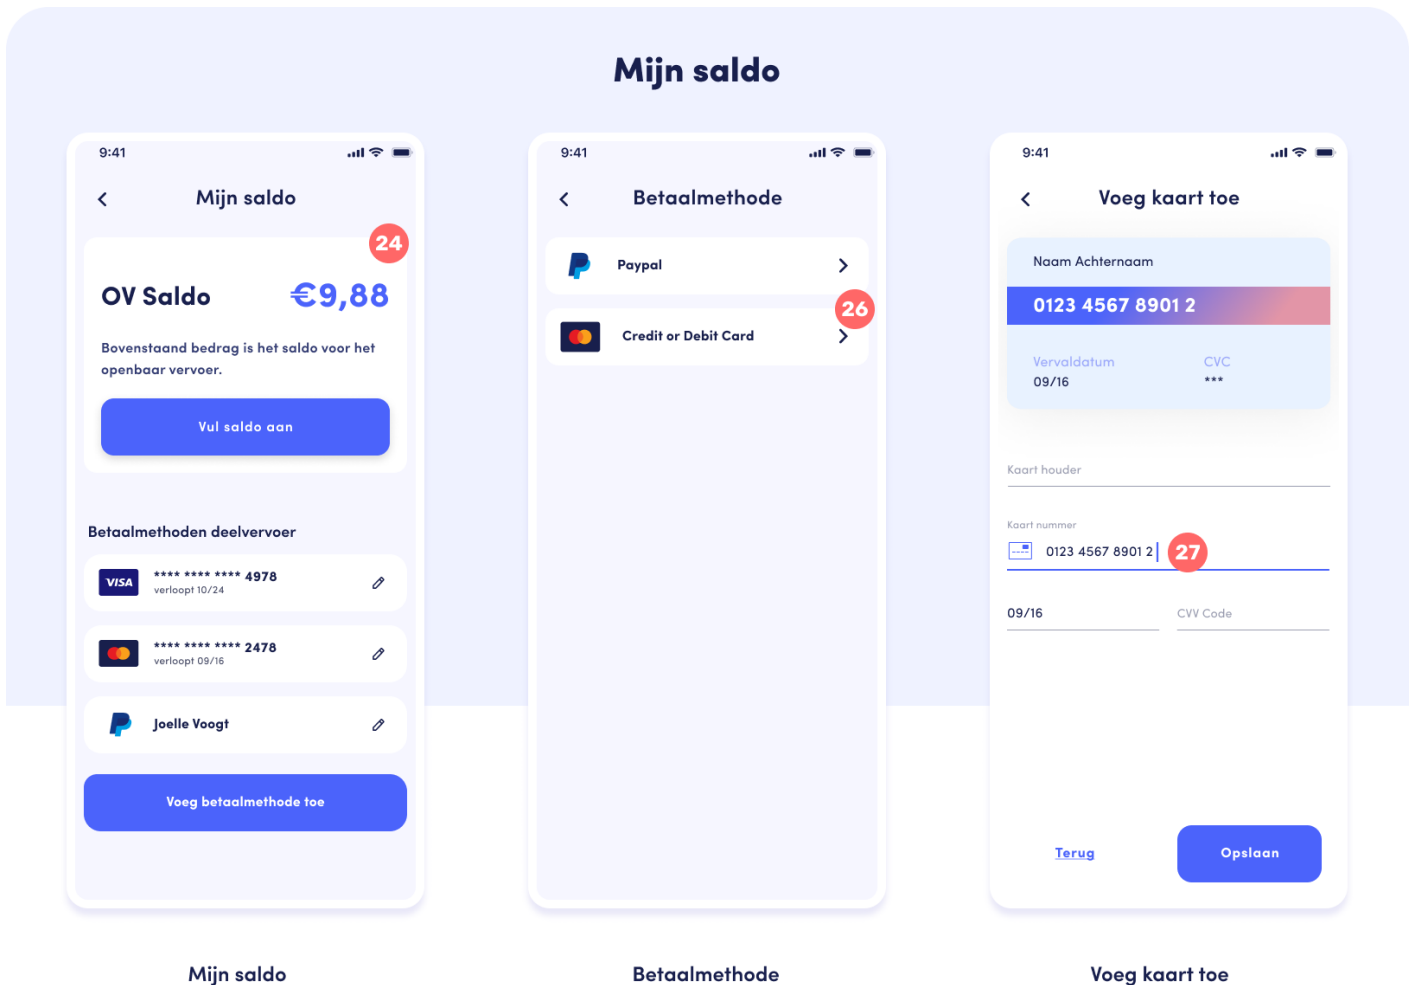 Mijn saldo
9:41
Mijn saldo
24
OV Saldo €9,88
Bovenstaand bedrag is het saldo voor het
openbaar vervoer.
Vul saldo aan
Betaalmethoden deelvervoer
VISA
**** **** **** 4978
verloopt 10/24
**** **** **** 2478
verloopt 09/16
Joelle Voogt
Voeg betaalmethode toe
Mijn saldo
9:41
Betaalmethode
Paypal
26
Credit or Debit Card
Betaalmethode
9:41
Voeg kaart toe
Naam Achternaam
0123 4567 8901 2
Vervaldatum CVC
09/16 ***
Kaart houder
Kaart nummer
0123 4567 8901 2
27
09/16 CVV Code
Terug Opslaan
Voeg kaart toe